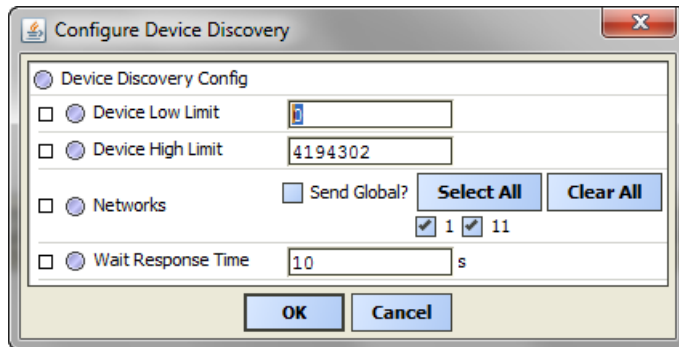 Configure Device Discovery
Device Discovery Config
Device Low Limit 0
Device High Limit 4194302
Networks Send Global? Select All Clear All
1 11
Wait Response Time 10 s
OK Cancel